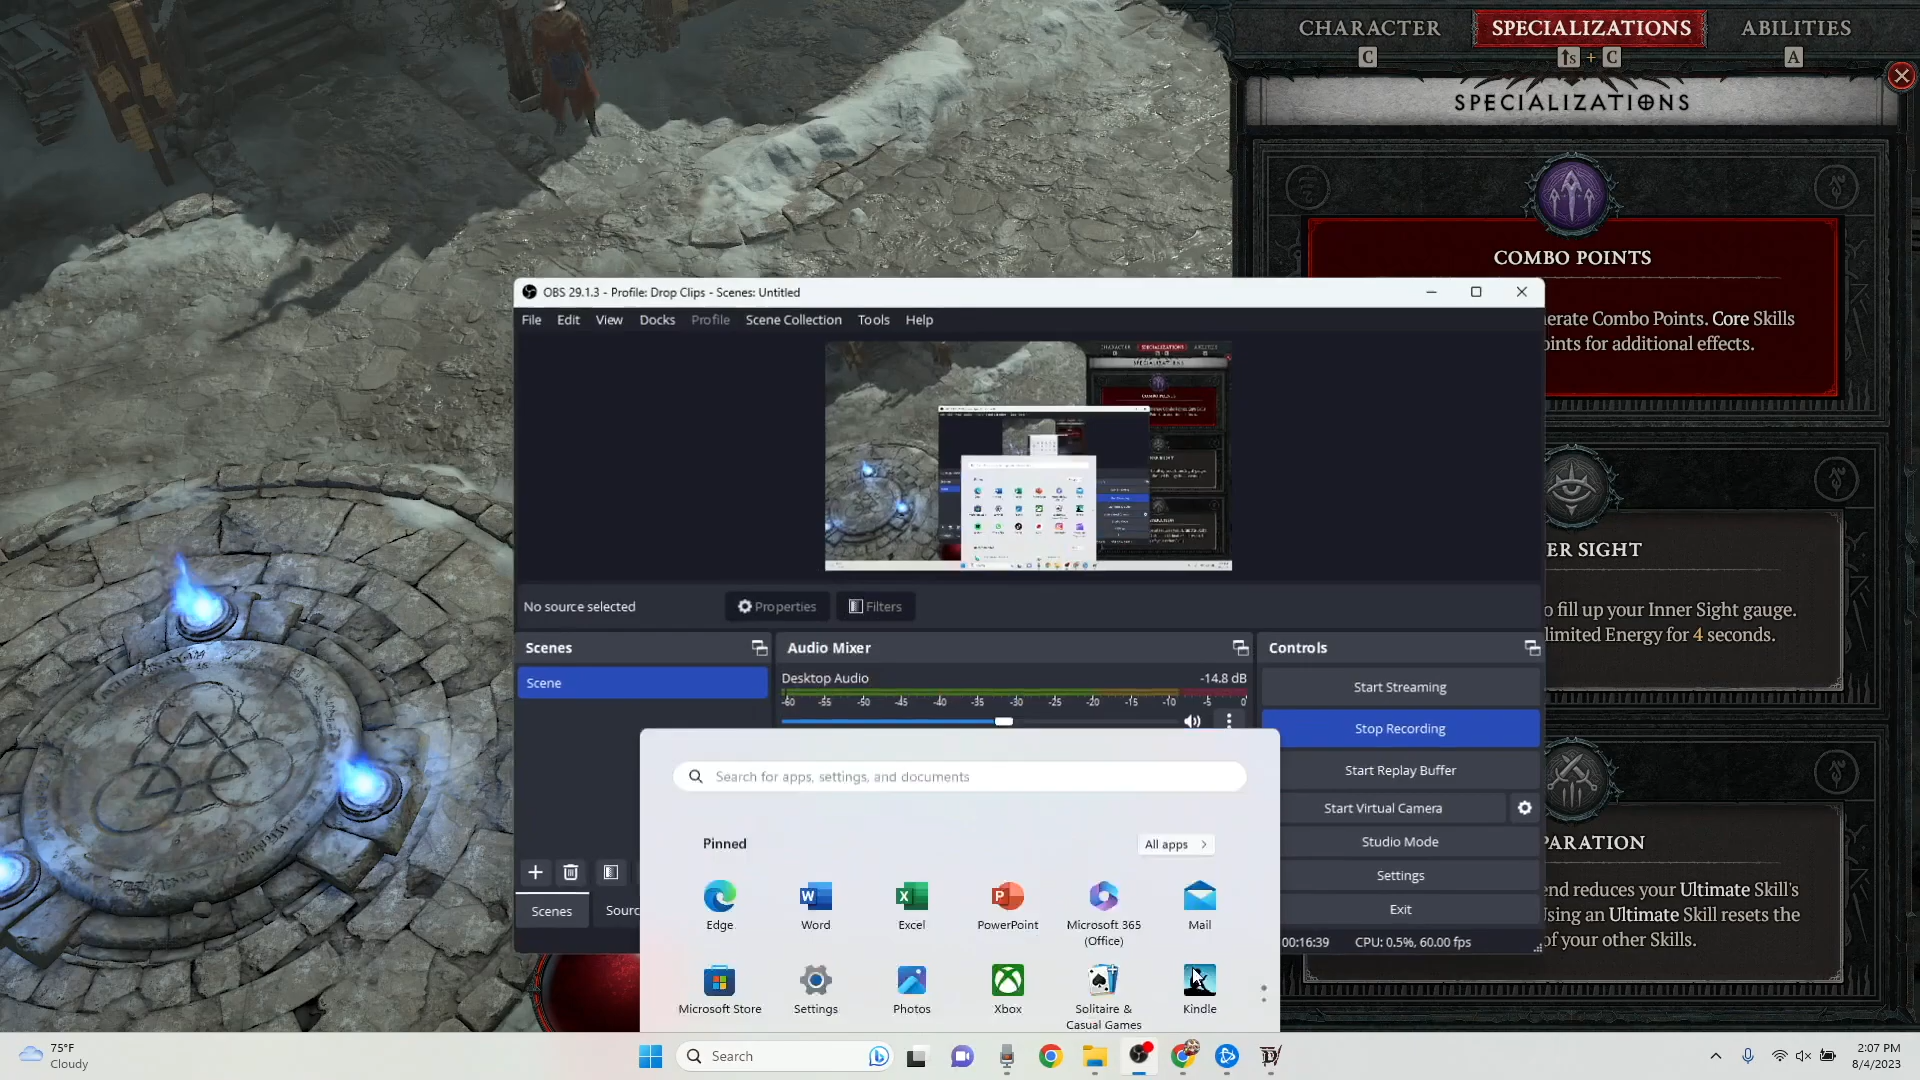 CHARACTER
SPECIALIZATIONS
ABILITIES
C
s + C
A
SPECIALIZATIONS
COMBO POINTS
erate Combo Points. Core Skills
ints for additional effects.
ER SIGHT
o fill up your Inner Sight gauge.
limited Energy for 4 seconds.
PARATION
end reduces your Ultimate Skill's
sing an Ultimate Skill resets the
of your other Skills.
OBS 29.1.3 - Profile: Drop Clips - Scenes: Untitled
File Edit View Docks Profile Scene Collection Tools Help
No source selected
Properties
Filters
Scenes
Audio Mixer
Controls
Scene
Desktop Audio
-14.8 dB
-60 -55 -50 -45 -40 -35 -30 -25 -20 -15 -10 -5 0
Start Streaming
Stop Recording
Start Replay Buffer
Start Virtual Camera
Studio Mode
Settings
Exit
Scenes
Sourc
00:16:39
CPU: 0.5%, 60.00 fps
Search for apps, settings, and documents
Pinned
All apps
Edge
Word
Excel
PowerPoint
Microsoft 365
(Office)
Mail
Microsoft Store
Settings
Photos
Xbox
Solitaire &
Casual Games
Kindle
75°F
Cloudy
Search
2:07 PM
8/4/2023